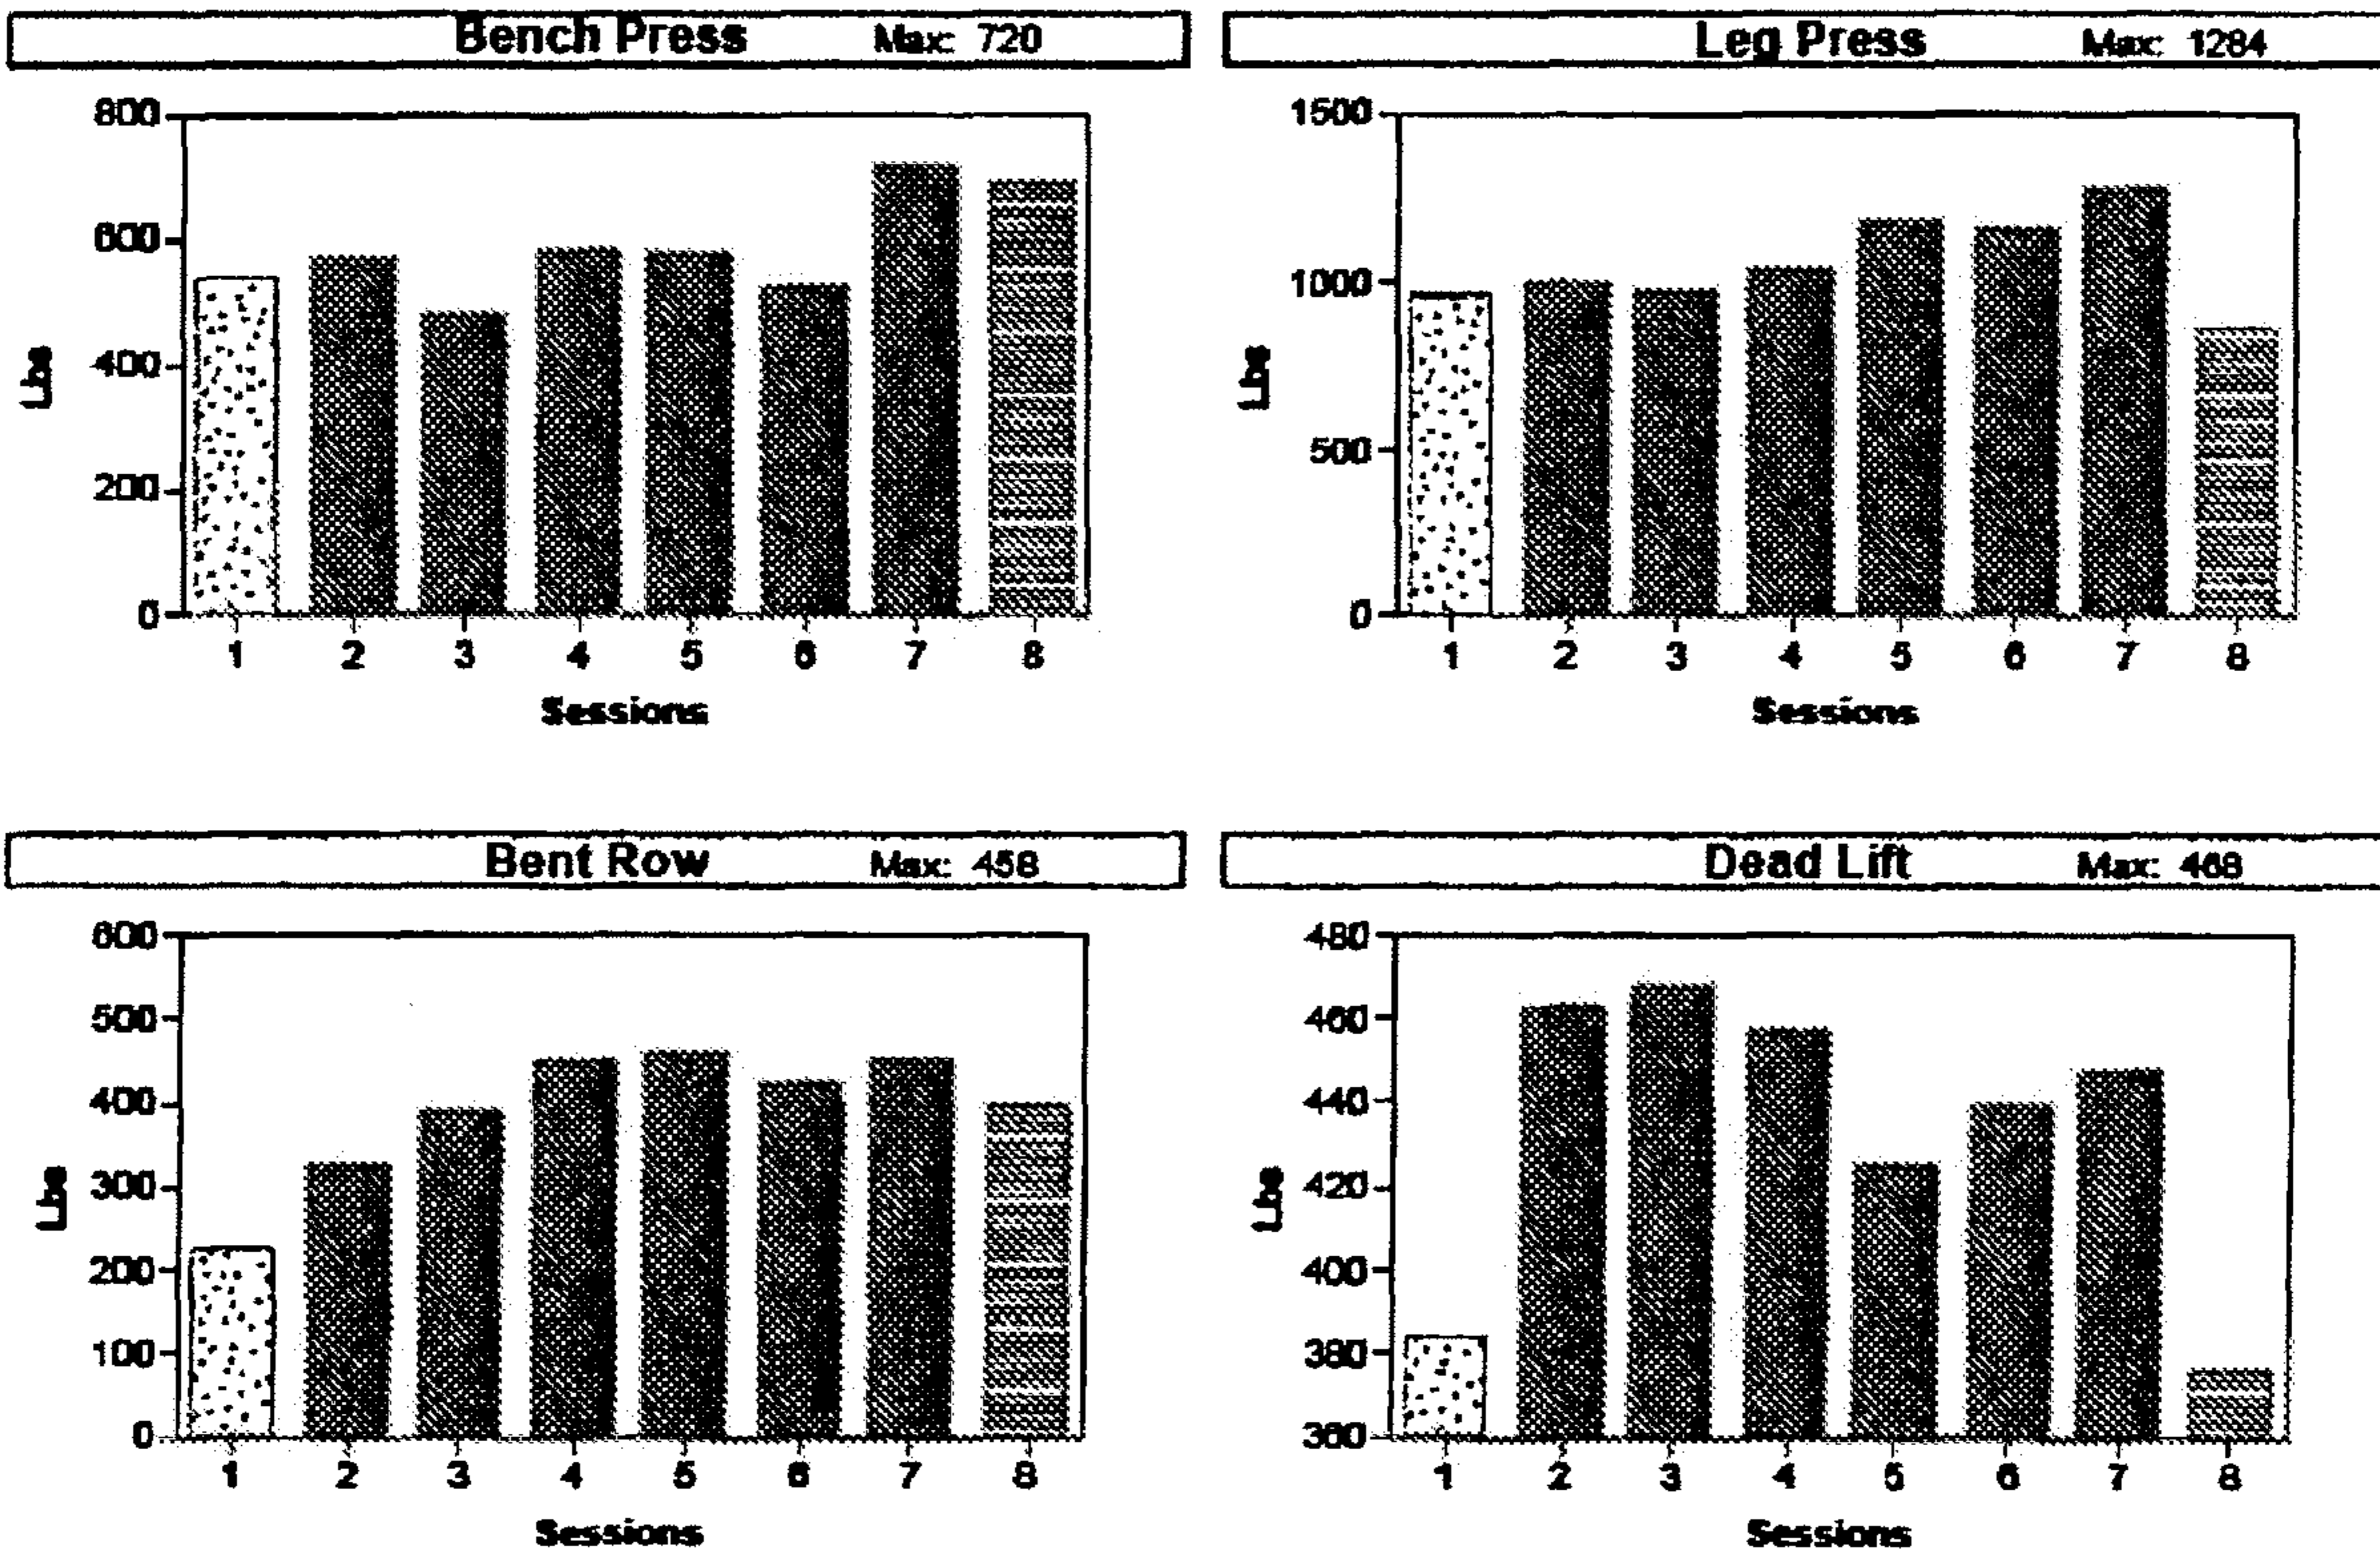 Bench Press Max: 720
800
600
400
200
0
Lbs
1 2 3 4 5 6 7 8
Sessions
Leg Press Max: 1284
1500
1000
500
0
Lbs
1 2 3 4 5 6 7 8
Sessions
Bent Row Max: 458
600
500
400
300
200
100
0
Lbs
1 2 3 4 5 6 7 8
Sessions
Dead Lift Max: 468
480
460
440
420
400
380
360
Lbs
1 2 3 4 5 6 7 8
Sessions